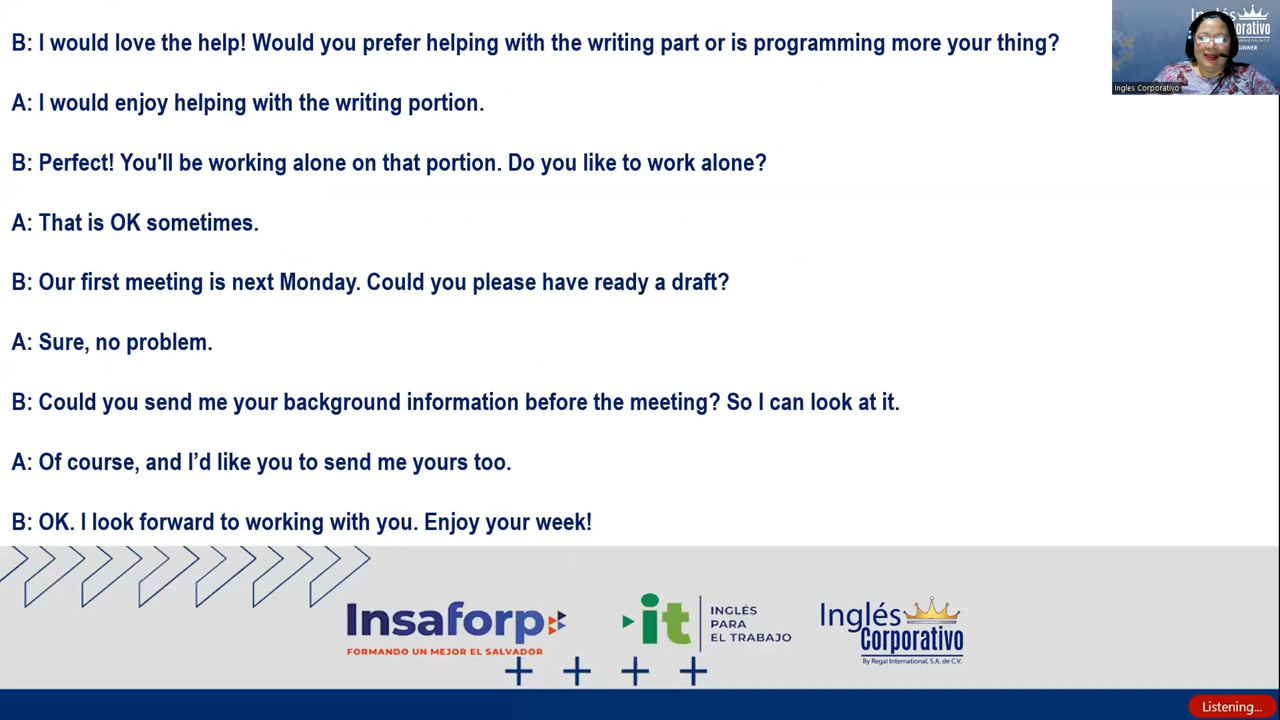 B: I would love the help! Would you prefer helping with the writing part or is programming more your thing?
A: I would enjoy helping with the writing portion.
B: Perfect! You'll be working alone on that portion. Do you like to work alone?
A: That is OK sometimes.
B: Our first meeting is next Monday. Could you please have ready a draft?
A: Sure, no problem.
B: Could you send me your background information before the meeting? So I can look at it.
A: Of course, and I’d like you to send me yours too.
B: OK. I look forward to working with you. Enjoy your week!
Ingles Corporativo
Insaforp
FORMANDO UN MEJOR EL SALVADOR
it
INGLÉS
PARA
EL TRABAJO
Inglés
Corporativo
By Regal International, S.A. de C.V.
Listening...